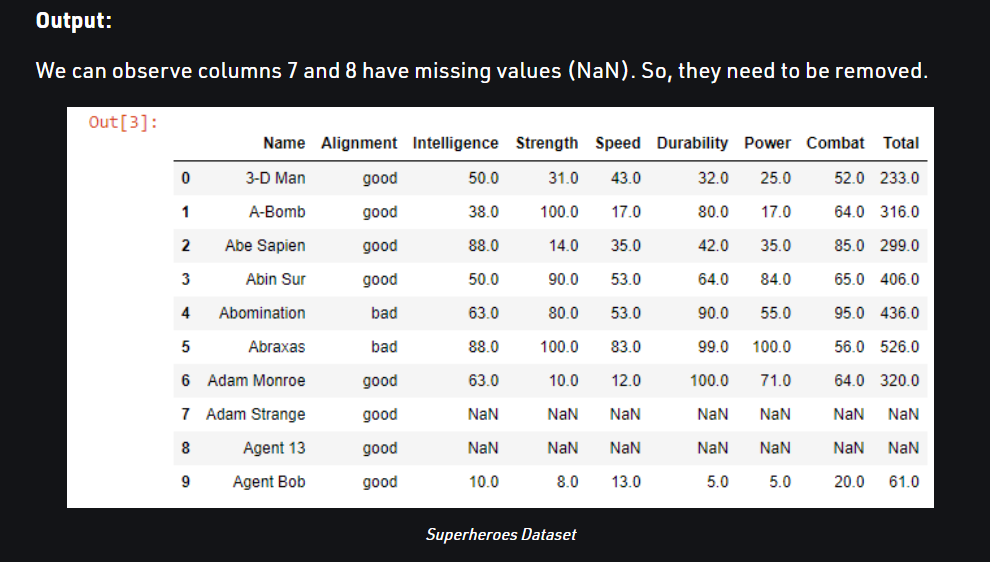 Output:
We can observe columns 7 and 8 have missing values (NaN). So, they need to be removed.
Out[3]:
Name Alignment Intelligence Strength Speed Durability Power Combat Total
0 3-D Man good 50.0 31.0 43.0 32.0 25.0 52.0 233.0
1 A-Bomb good 38.0 100.0 17.0 80.0 17.0 64.0 316.0
2 Abe Sapien good 88.0 14.0 35.0 42.0 35.0 85.0 299.0
3 Abin Sur good 50.0 90.0 53.0 64.0 84.0 65.0 406.0
4 Abomination bad 63.0 80.0 53.0 90.0 55.0 95.0 436.0
5 Abraxas bad 88.0 100.0 83.0 99.0 100.0 56.0 526.0
6 Adam Monroe good 63.0 10.0 12.0 100.0 71.0 64.0 320.0
7 Adam Strange good NaN NaN NaN NaN NaN NaN NaN
8 Agent 13 good NaN NaN NaN NaN NaN NaN NaN
9 Agent Bob good 10.0 8.0 13.0 5.0 5.0 20.0 61.0
Superheroes Dataset